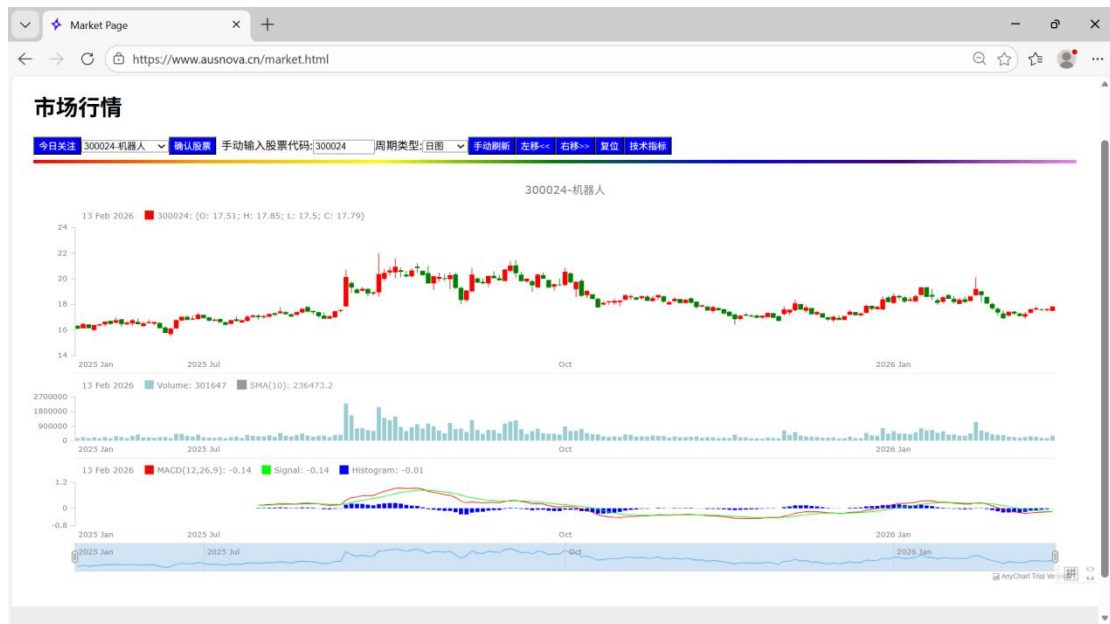 Market Page
https://www.ausnova.cn/market.html
市场行情
今日关注 300024-机器人 确认股票 手动输入股票代码: 300024 周期类型: 日图 手动刷新 左移<< 右移>> 复位 技术指标
300024-机器人
13 Feb 2026 300024: (O: 17.51; H: 17.85; L: 17.5; C: 17.79)
24
22
20
18
16
14
2025 Jan 2025 Jul Oct 2026 Jan
13 Feb 2026 Volume: 301647 SMA(10): 236473.2
2700000
1800000
900000
0
2025 Jan 2025 Jul Oct 2026 Jan
13 Feb 2026 MACD(12,26,9): -0.14 Signal: -0.14 Histogram: -0.01
1.2
0
-0.8
2025 Jan 2025 Jul Oct 2026 Jan
2025 Jan 2025 Jul Oct 2026 Jan
AnyChart Trial 拼